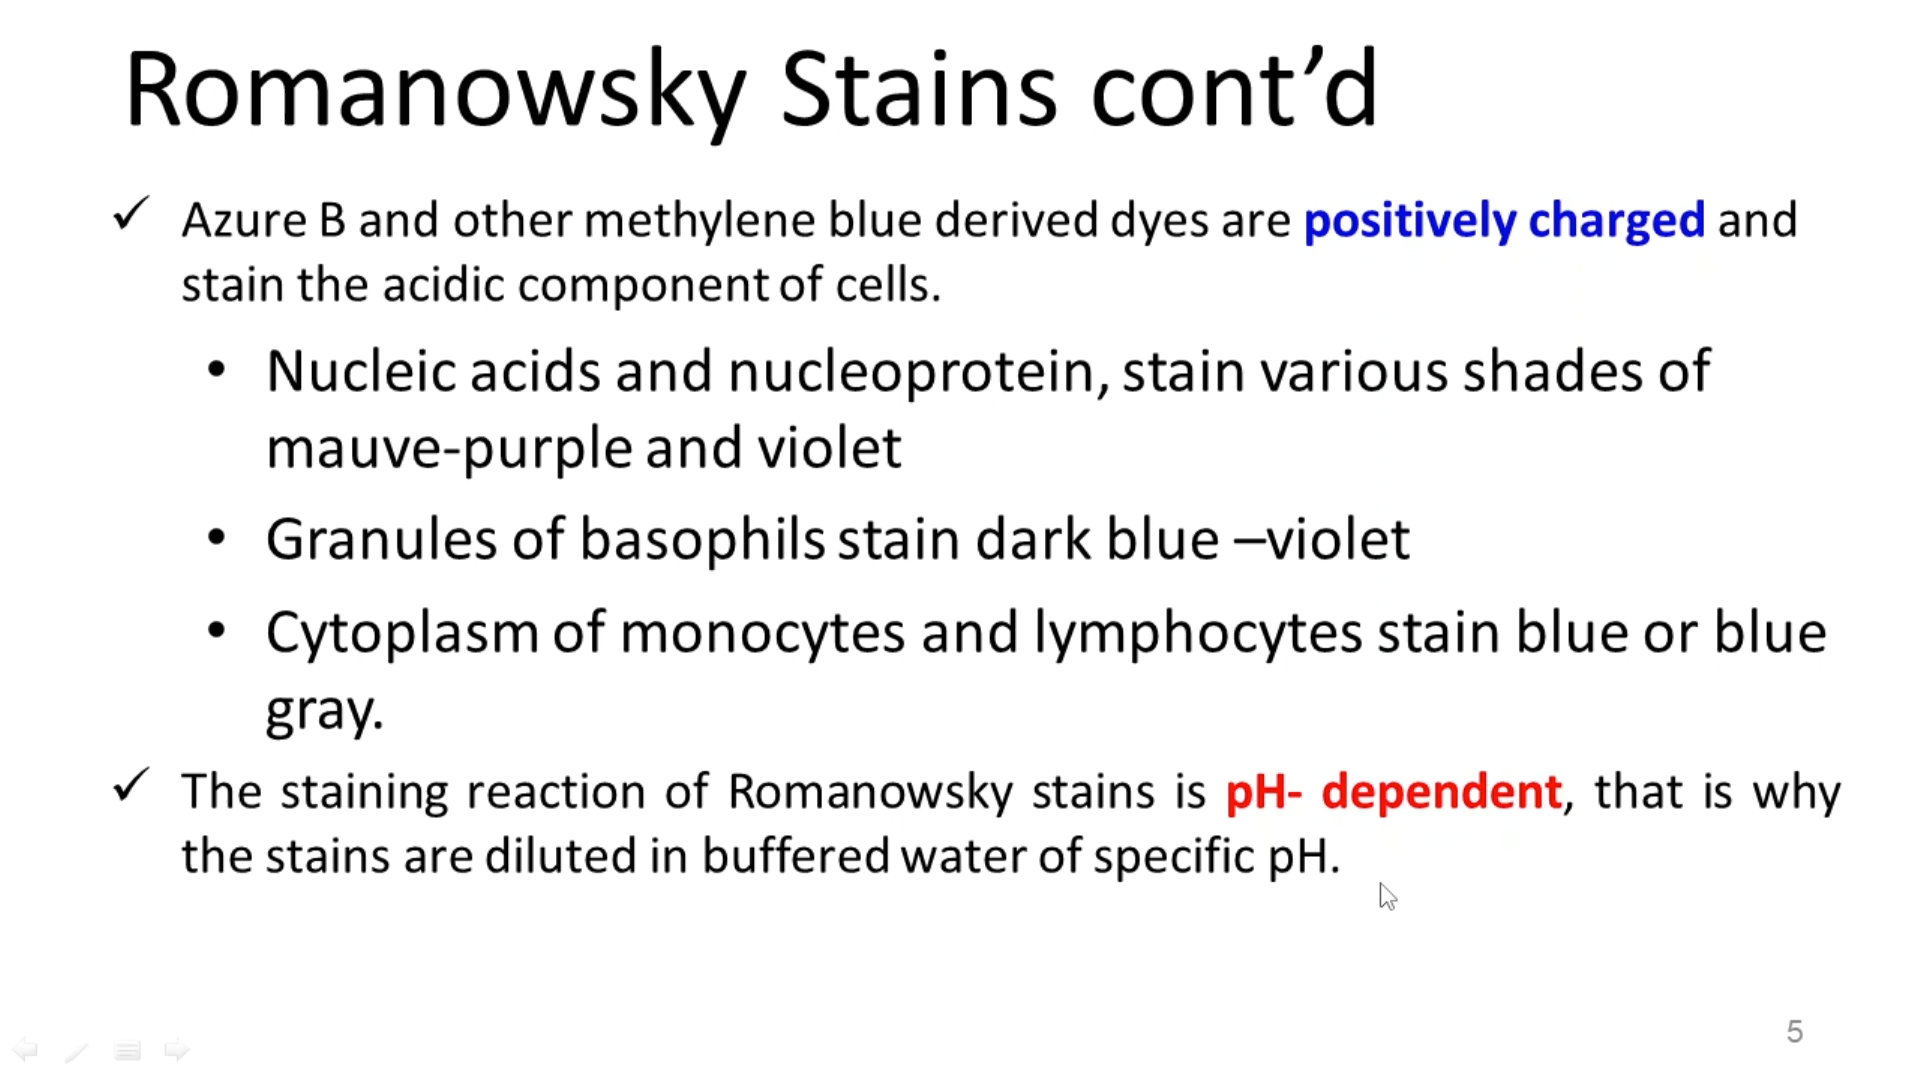 Romanowsky Stains cont’d
✓ Azure B and other methylene blue derived dyes are positively charged and
stain the acidic component of cells.
• Nucleic acids and nucleoprotein, stain various shades of
mauve-purple and violet
• Granules of basophils stain dark blue –violet
• Cytoplasm of monocytes and lymphocytes stain blue or blue
gray.
✓ The staining reaction of Romanowsky stains is pH- dependent, that is why
the stains are diluted in buffered water of specific pH.
5